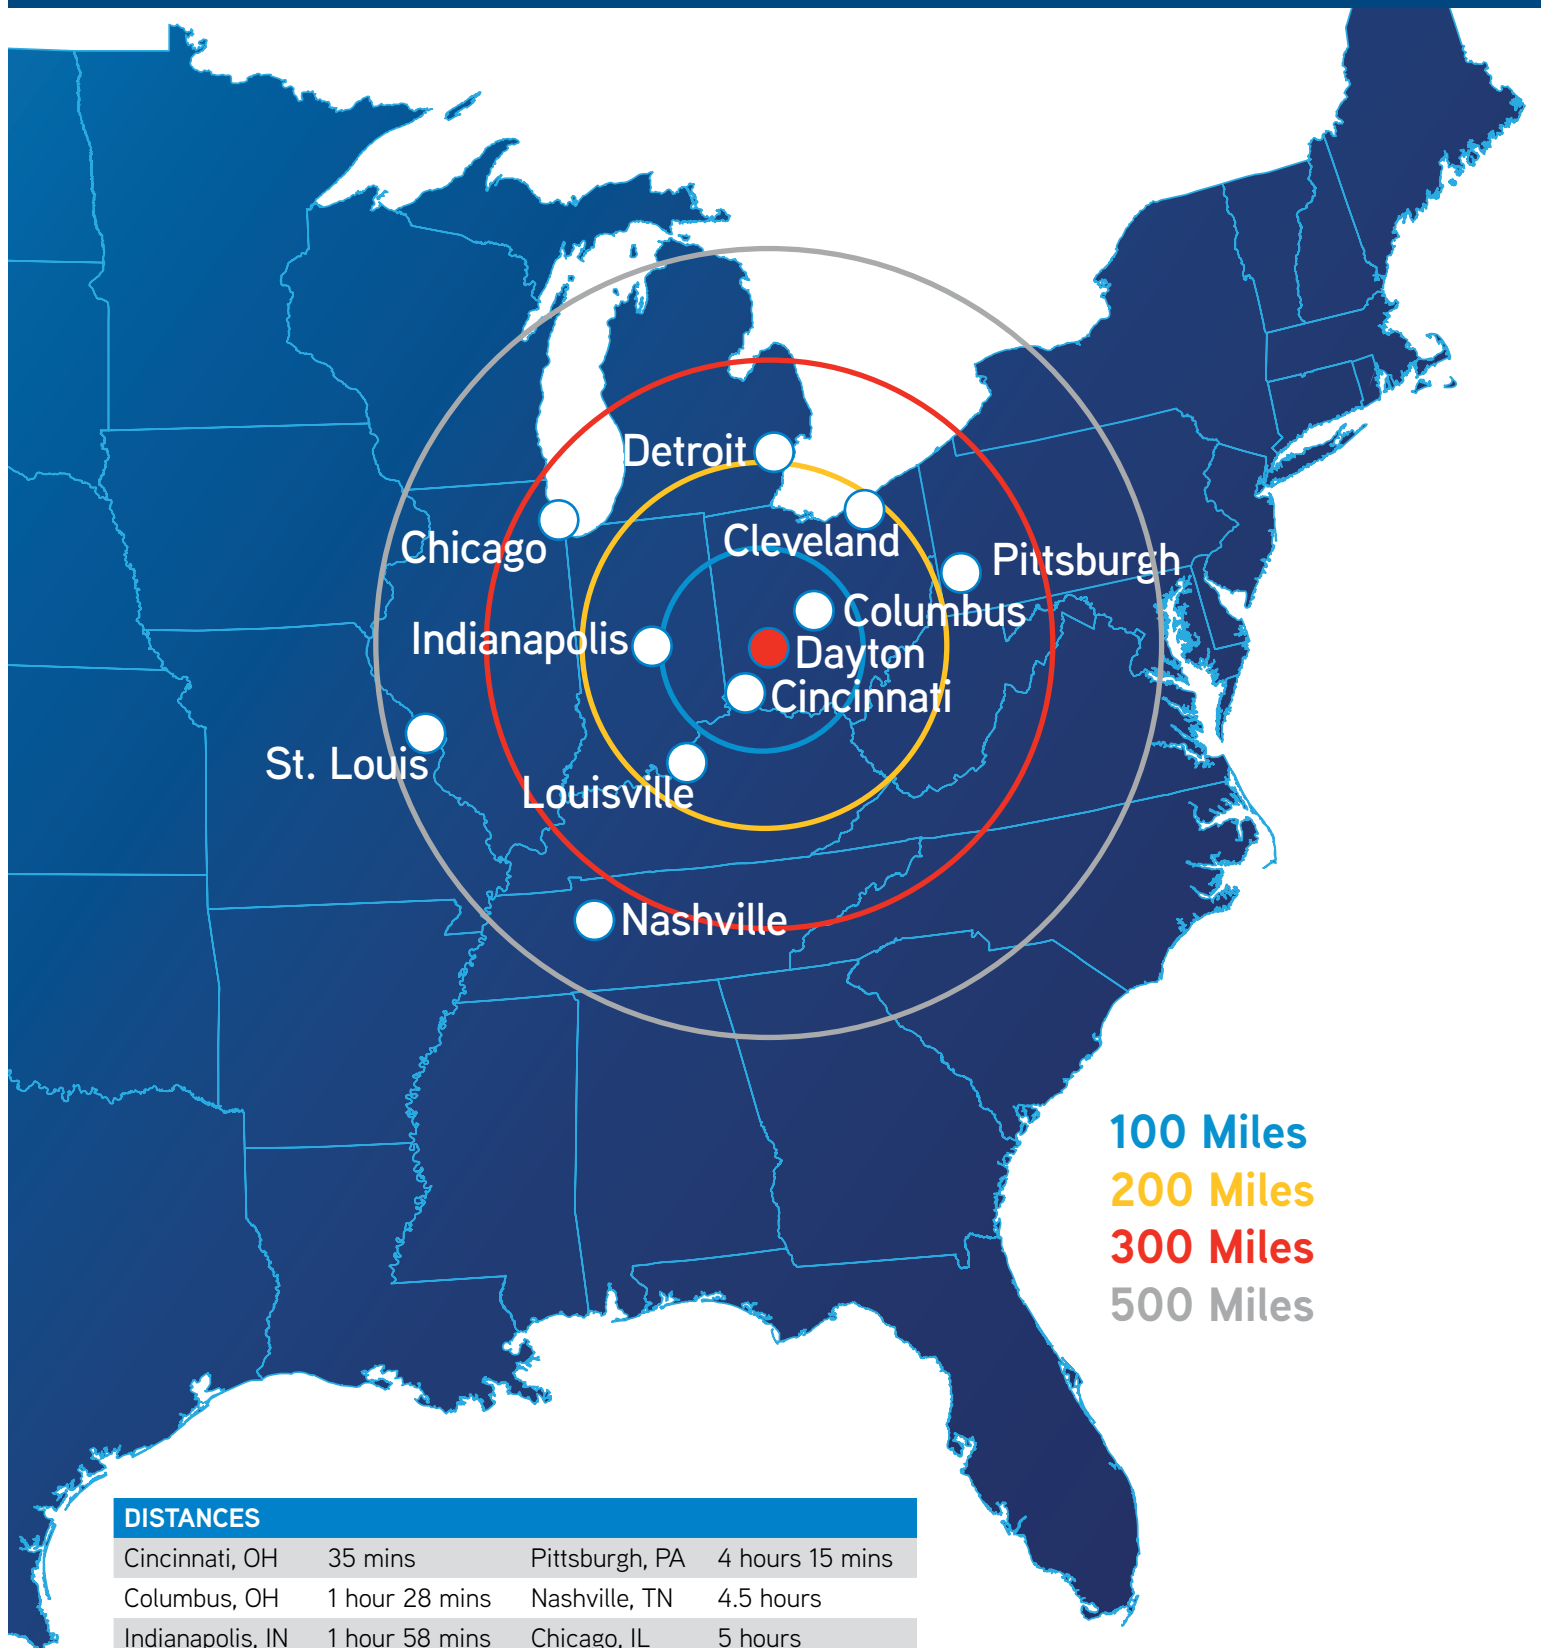 Detroit
Chicago
Cleveland
Pittsburgh
Columbus
Indianapolis
Dayton
Cincinnati
St. Louis
Louisville
Nashville
100 Miles
200 Miles
300 Miles
500 Miles
DISTANCES
Cincinnati, OH 35 mins Pittsburgh, PA 4 hours 15 mins
Columbus, OH 1 hour 28 mins Nashville, TN 4.5 hours
Indianapolis, IN 1 hour 58 mins Chicago, IL 5 hours